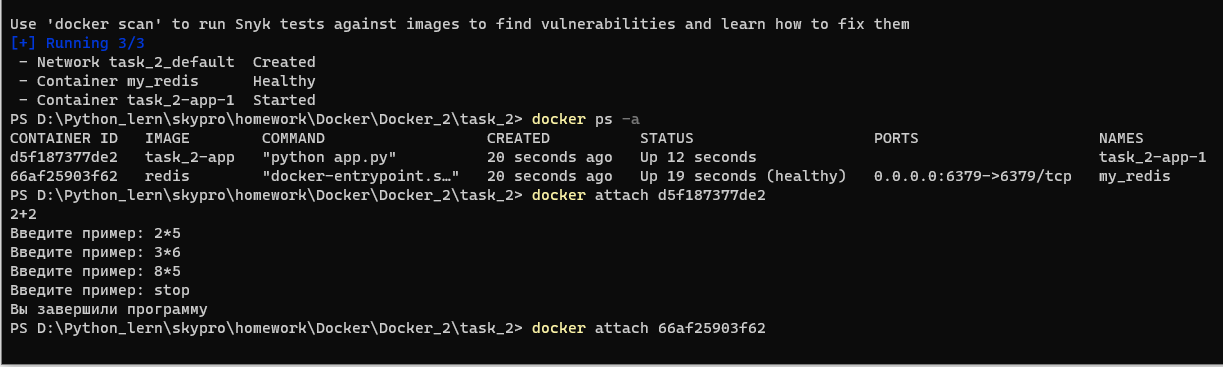 Use 'docker scan' to run Snyk tests against images to find vulnerabilities and learn how to fix them
[+] Running 3/3
 - Network task_2_default  Created
 - Container my_redis      Healthy
 - Container task_2-app-1  Started
PS D:\Python_lern\skypro\homework\Docker\Docker_2\task_2> docker ps -a
CONTAINER ID   IMAGE        COMMAND                  CREATED          STATUS                    PORTS                    NAMES
d5f187377de2   task_2-app   "python app.py"          20 seconds ago   Up 12 seconds                                      task_2-app-1
66af25903f62   redis        "docker-entrypoint.s…"   20 seconds ago   Up 19 seconds (healthy)   0.0.0.0:6379->6379/tcp   my_redis
PS D:\Python_lern\skypro\homework\Docker\Docker_2\task_2> docker attach d5f187377de2
2+2
Введите пример: 2*5
Введите пример: 3*6
Введите пример: 8*5
Введите пример: stop
Вы завершили программу
PS D:\Python_lern\skypro\homework\Docker\Docker_2\task_2> docker attach 66af25903f62